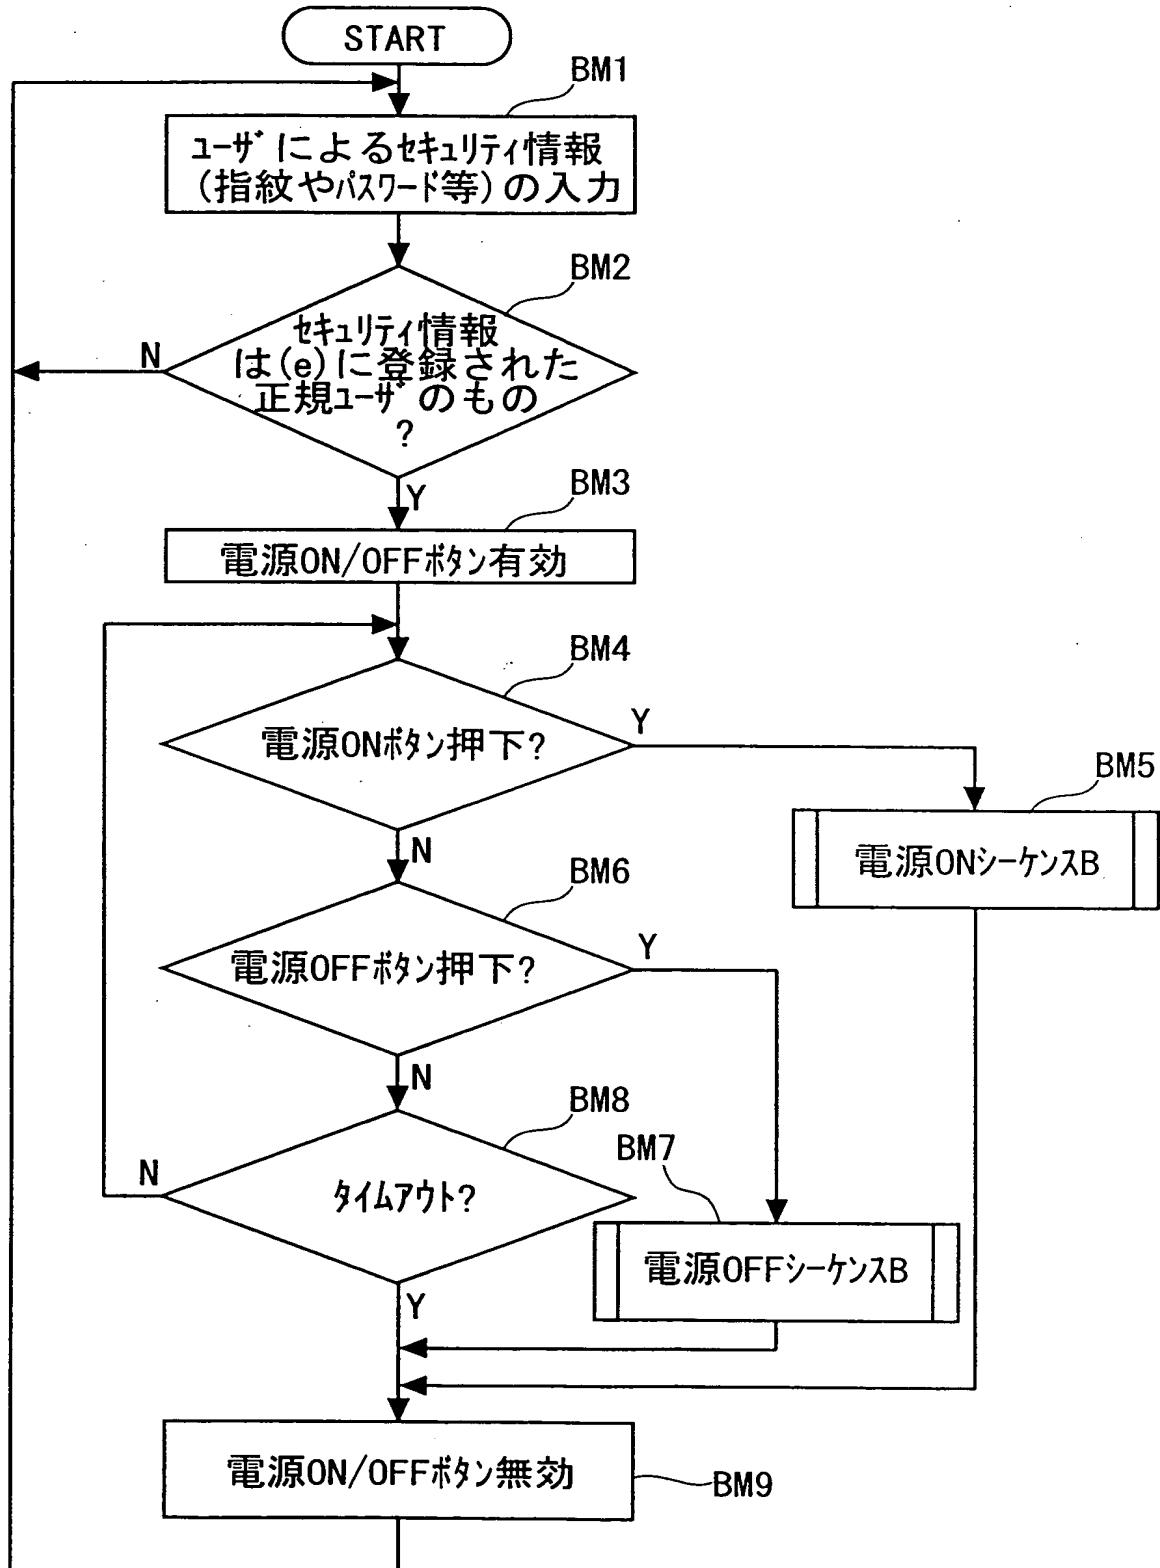 START
BM1
ﾕｰｻﾞによるｾｷｭﾘﾃｨ情報
(指紋やﾊﾟｽﾜｰﾄﾞ等)の入力
BM2
ｾｷｭﾘﾃｨ情報
は(e)に登録された
正規ﾕｰｻﾞのもの
?
N
Y
BM3
電源ON/OFFﾎﾞﾀﾝ有効
BM4
電源ONﾎﾞﾀﾝ押下?
Y
N
BM5
電源ONｼｰｹﾝｽB
BM6
電源OFFﾎﾞﾀﾝ押下?
Y
N
BM7
電源OFFｼｰｹﾝｽB
BM8
ﾀｲﾑｱｳﾄ?
N
Y
電源ON/OFFﾎﾞﾀﾝ無効
BM9